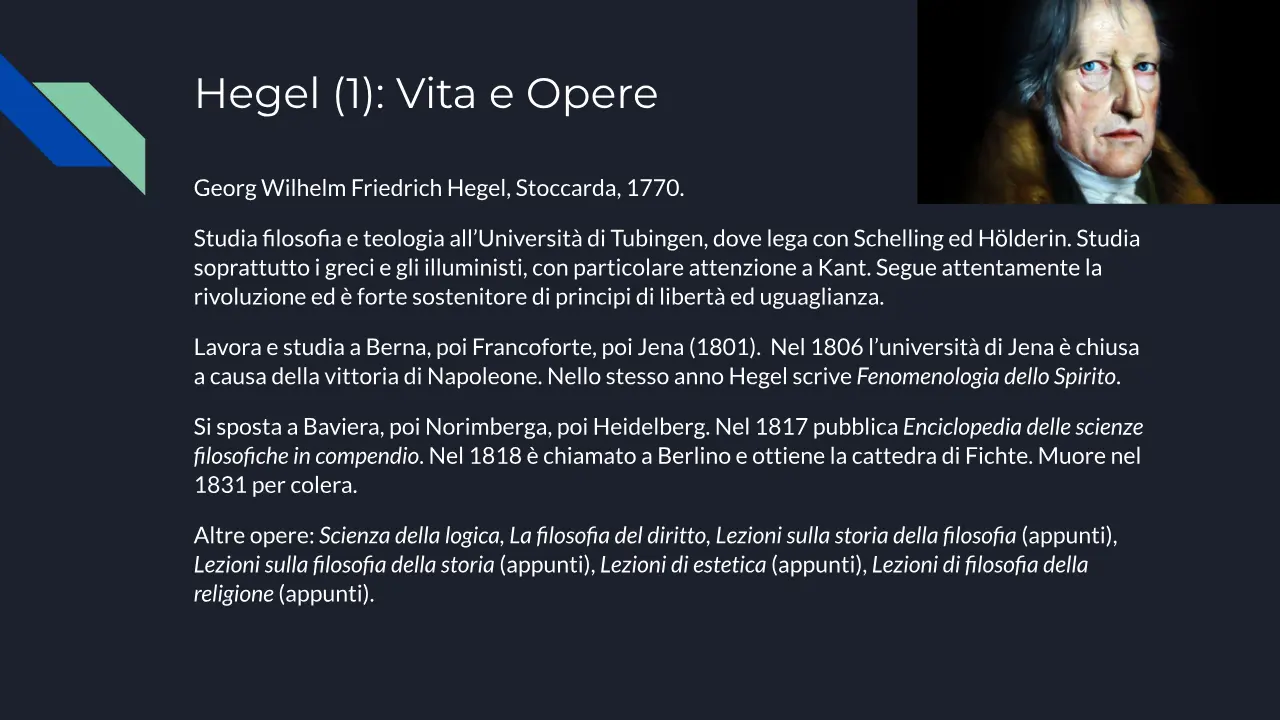 Hegel (1): Vita e Opere
Georg Wilhelm Friedrich Hegel, Stoccarda, 1770.
Studia filosofia e teologia all’Università di Tubingen, dove lega con Schelling ed Hölderin. Studia
soprattutto i greci e gli illuministi, con particolare attenzione a Kant. Segue attentamente la
rivoluzione ed è forte sostenitore di principi di libertà ed uguaglianza.
Lavora e studia a Berna, poi Francoforte, poi Jena (1801).  Nel 1806 l’università di Jena è chiusa
a causa della vittoria di Napoleone. Nello stesso anno Hegel scrive Fenomenologia dello Spirito.
Si sposta a Baviera, poi Norimberga, poi Heidelberg. Nel 1817 pubblica Enciclopedia delle scienze
filosofiche in compendio. Nel 1818 è chiamato a Berlino e ottiene la cattedra di Fichte. Muore nel
1831 per colera.
Altre opere: Scienza della logica, La filosofia del diritto, Lezioni sulla storia della filosofia (appunti),
Lezioni sulla filosofia della storia (appunti), Lezioni di estetica (appunti), Lezioni di filosofia della
religione (appunti).